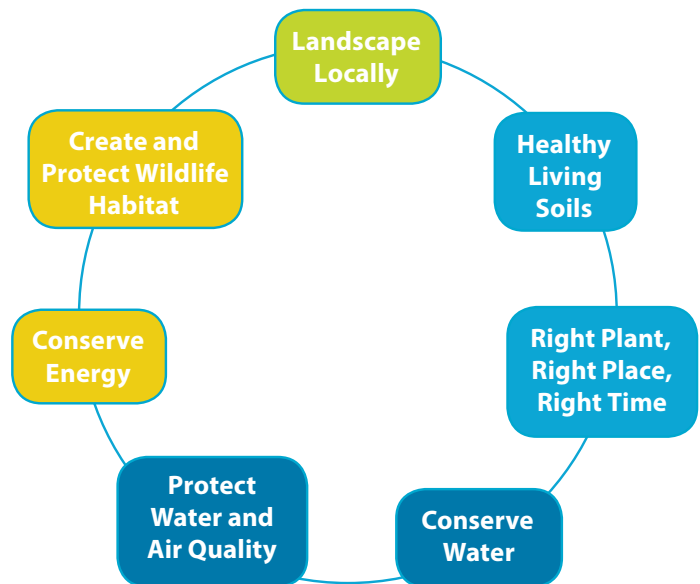 Landscape
Locally
Healthy
Living
Soils
Right Plant,
Right Place,
Right Time
Conserve
Water
Protect
Water and
Air Quality
Conserve
Energy
Create and
Protect Wildlife
Habitat